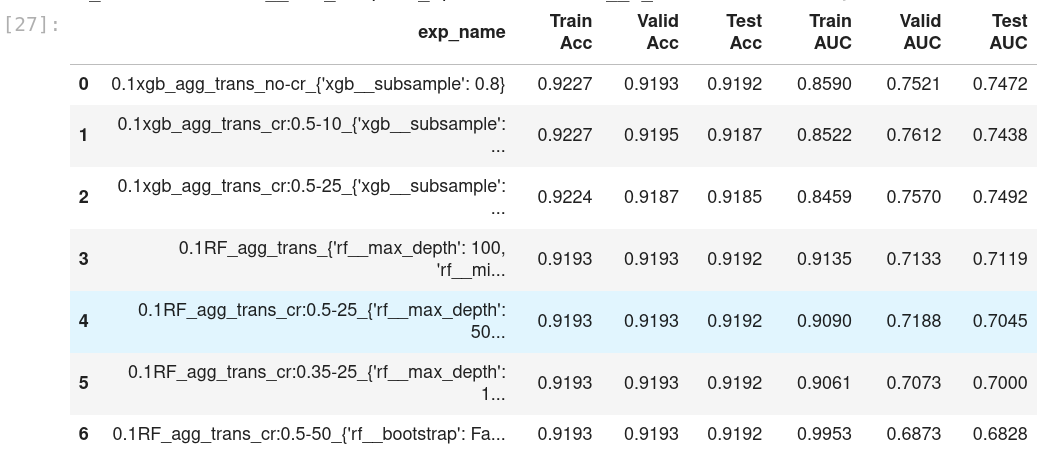 [27]:
exp_name Train Acc Valid Acc Test Acc Train AUC Valid AUC Test AUC
0 0.1xgb_agg_trans_no-cr_{'xgb__subsample': 0.8} 0.9227 0.9193 0.9192 0.8590 0.7521 0.7472
1 0.1xgb_agg_trans_cr:0.5-10_{'xgb__subsample': ... 0.9227 0.9195 0.9187 0.8522 0.7612 0.7438
2 0.1xgb_agg_trans_cr:0.5-25_{'xgb__subsample': ... 0.9224 0.9187 0.9185 0.8459 0.7570 0.7492
3 0.1RF_agg_trans_{'rf__max_depth': 100, 'rf__mi... 0.9193 0.9193 0.9192 0.9135 0.7133 0.7119
4 0.1RF_agg_trans_cr:0.5-25_{'rf__max_depth': 50... 0.9193 0.9193 0.9192 0.9090 0.7188 0.7045
5 0.1RF_agg_trans_cr:0.35-25_{'rf__max_depth': 1... 0.9193 0.9193 0.9192 0.9061 0.7073 0.7000
6 0.1RF_agg_trans_cr:0.5-50_{'rf__bootstrap': Fa... 0.9193 0.9193 0.9192 0.9953 0.6873 0.6828